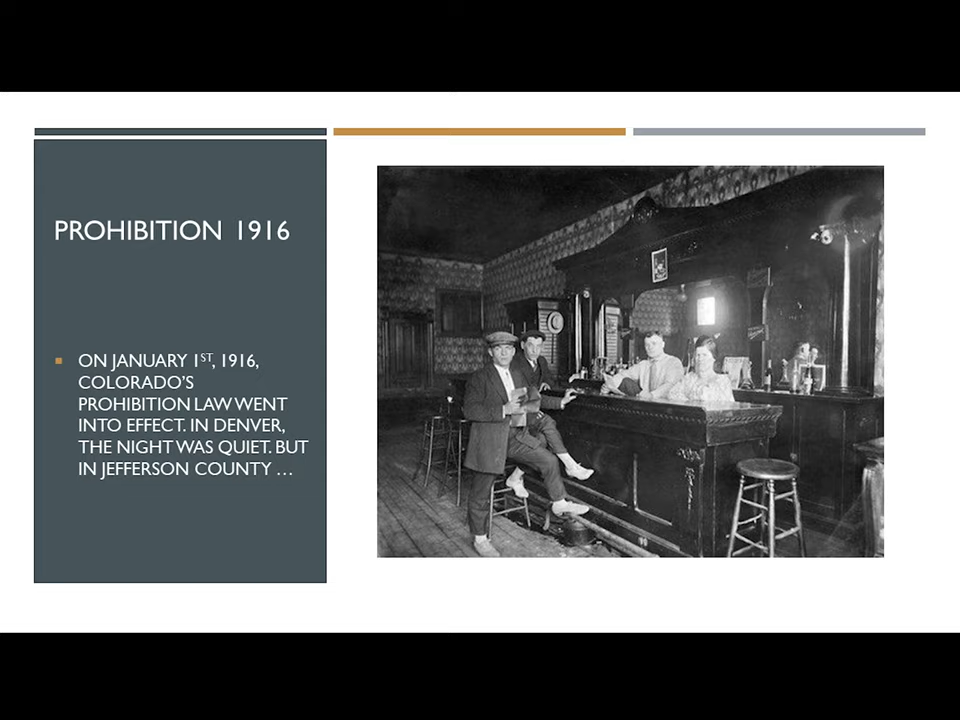 PROHIBITION 1916
ON JANUARY 1ST, 1916,
COLORADO'S
PROHIBITION LAW WENT
INTO EFFECT. IN DENVER,
THE NIGHT WAS QUIET. BUT
IN JEFFERSON COUNTY …